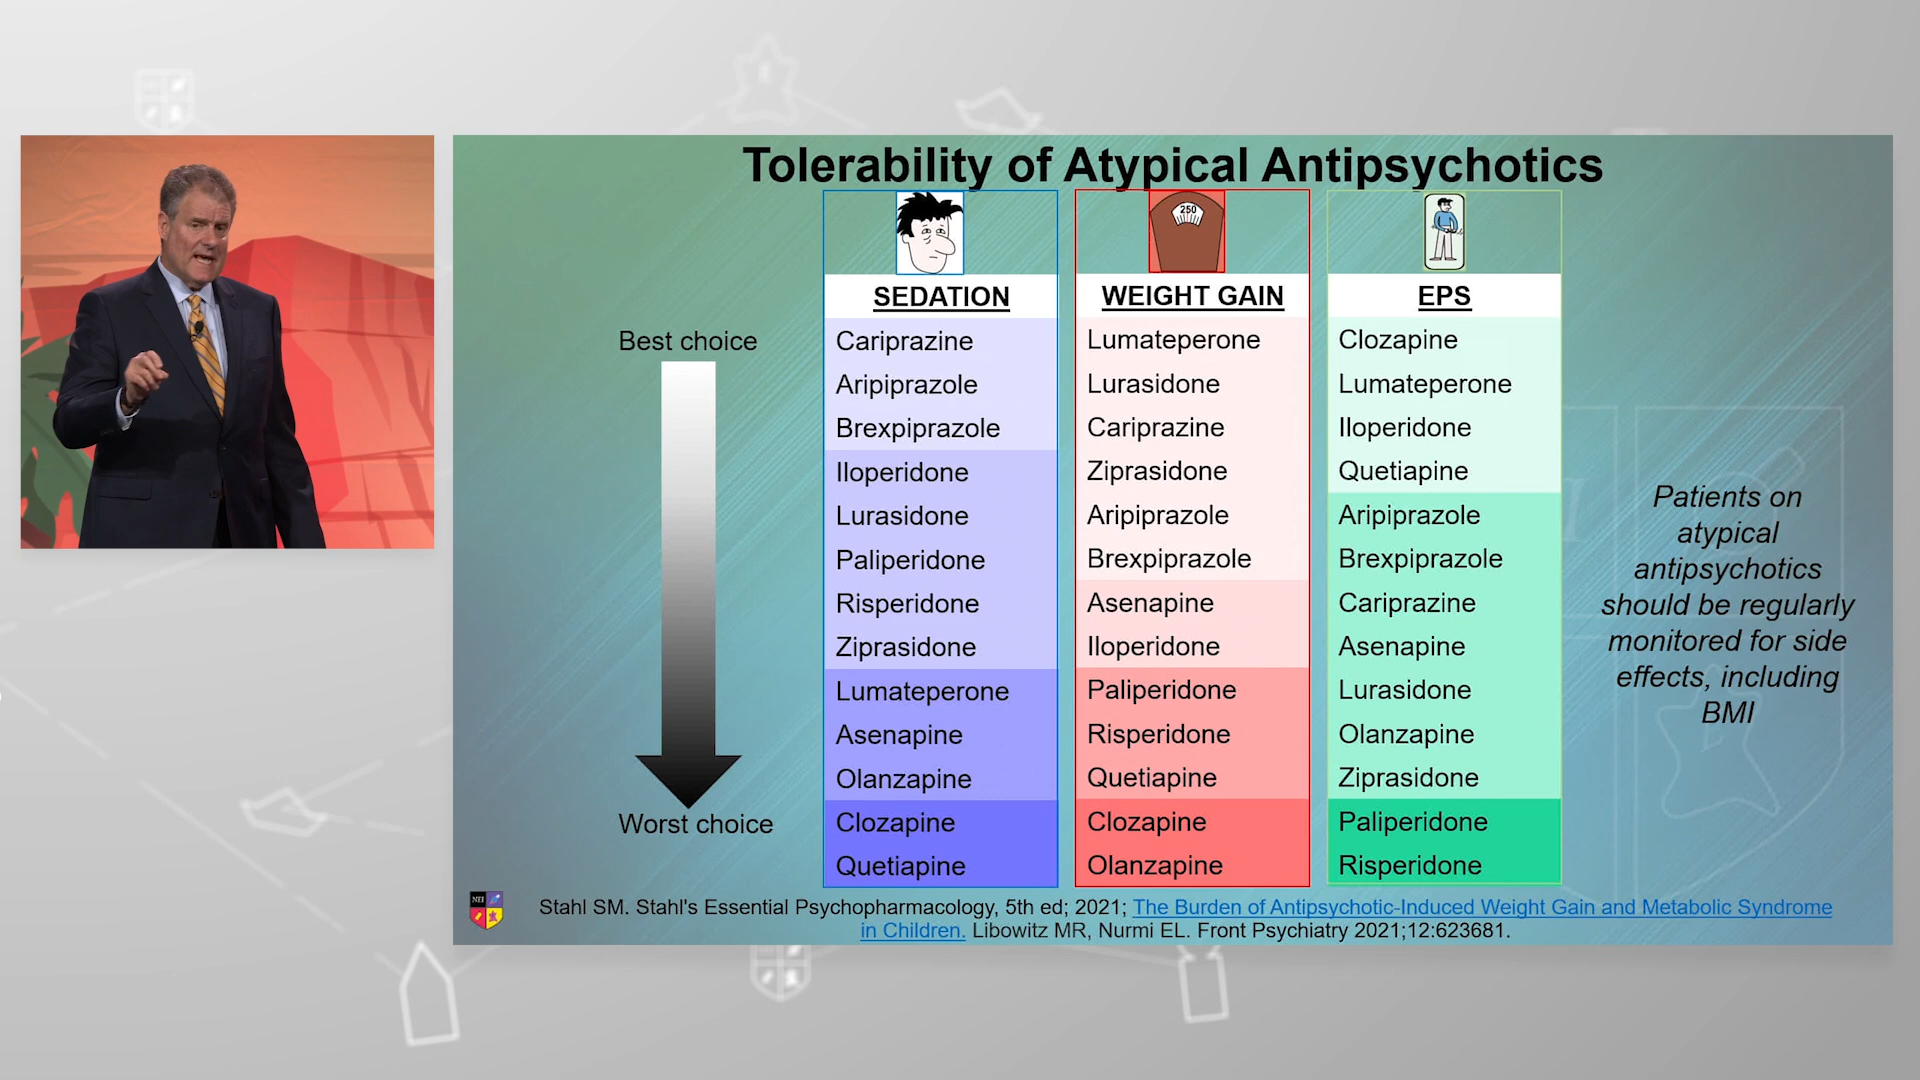 Tolerability of Atypical Antipsychotics
250
SEDATION
Cariprazine
Aripiprazole
Brexpiprazole
Iloperidone
Lurasidone
Paliperidone
Risperidone
Ziprasidone
Lumateperone
Asenapine
Olanzapine
Clozapine
Quetiapine
WEIGHT GAIN
Lumateperone
Lurasidone
Cariprazine
Ziprasidone
Aripiprazole
Brexpiprazole
Asenapine
Iloperidone
Paliperidone
Risperidone
Quetiapine
Clozapine
Olanzapine
EPS
Clozapine
Lumateperone
Iloperidone
Quetiapine
Aripiprazole
Brexpiprazole
Cariprazine
Asenapine
Lurasidone
Olanzapine
Ziprasidone
Paliperidone
Risperidone
Best choice
Worst choice
Patients on
atypical
antipsychotics
should be regularly
monitored for side
effects, including
BMI
NEI
Stahl SM. Stahl's Essential Psychopharmacology, 5th ed; 2021; The Burden of Antipsychotic-Induced Weight Gain and Metabolic Syndrome
in Children. Libowitz MR, Nurmi EL. Front Psychiatry 2021;12:623681.